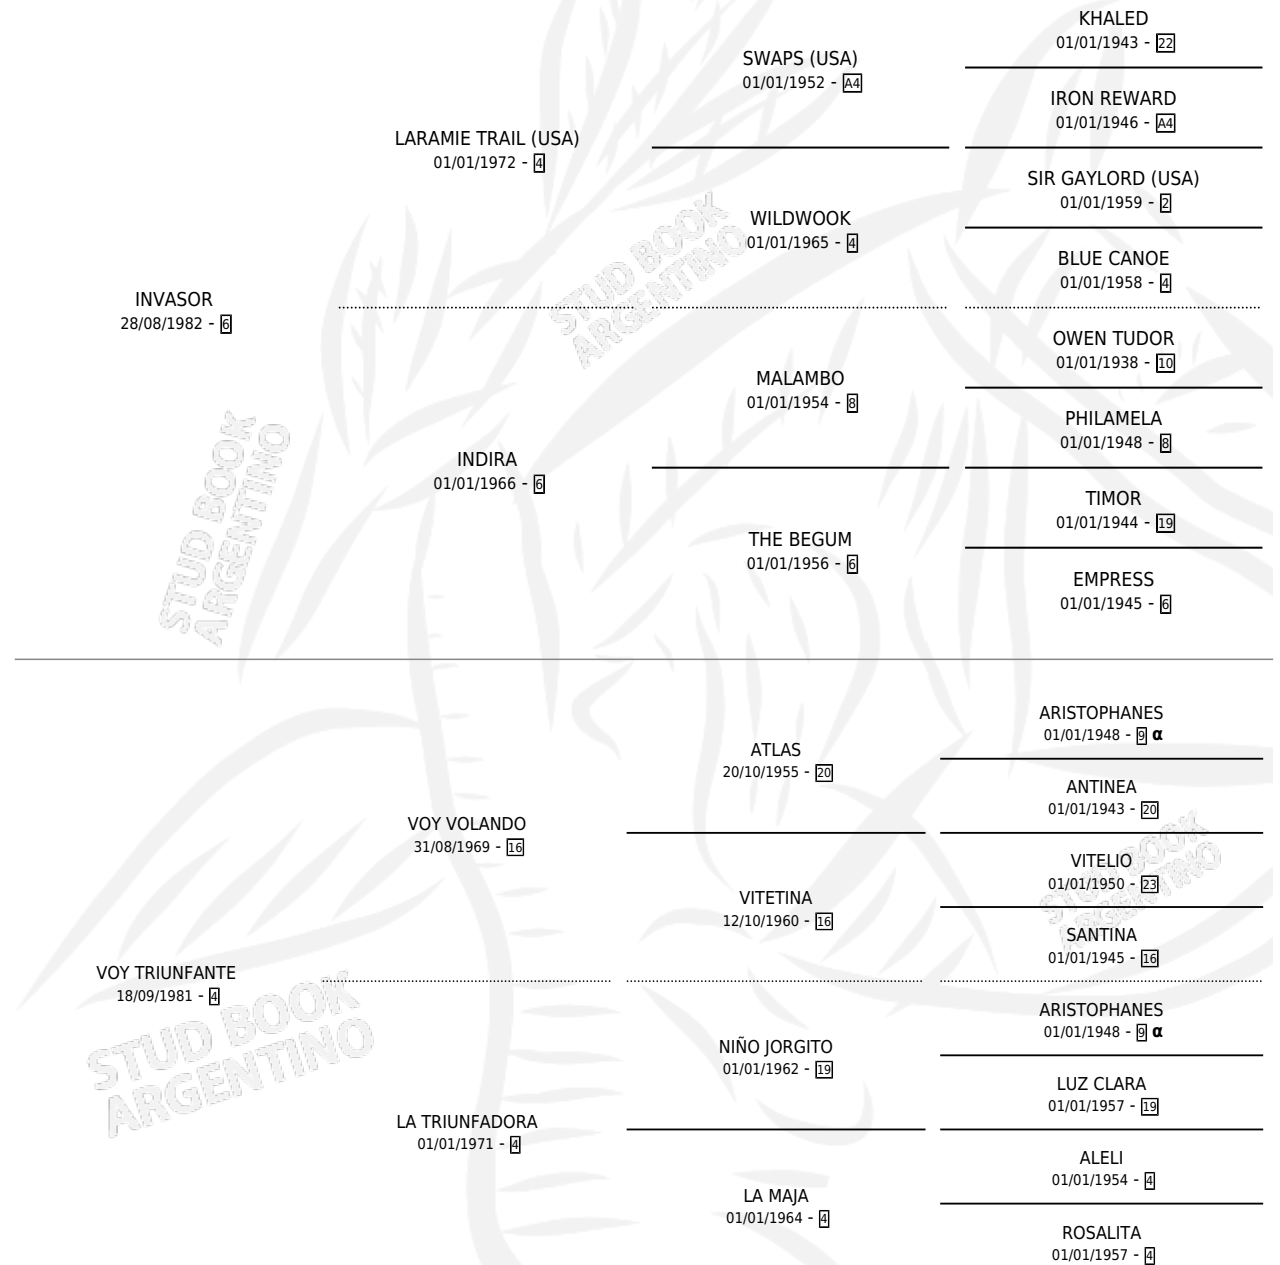 KHALED
01/01/1943 - 22
SWAPS (USA)
01/01/1952 - A4
IRON REWARD
01/01/1946 - A4
LARAMIE TRAIL (USA)
01/01/1972 - 4
SIR GAYLORD (USA)
01/01/1959 - 2
WILDWOOK
01/01/1965 - 4
BLUE CANOE
01/01/1958 - 4
STUD BOOK
ARGENTINO
INVASOR
28/08/1982 - 6
OWEN TUDOR
01/01/1938 - 10
MALAMBO
01/01/1954 - 8
PHILAMELA
01/01/1948 - 8
INDIRA
01/01/1966 - 6
TIMOR
01/01/1944 - 19
THE BEGUM
01/01/1956 - 6
EMPRESS
01/01/1945 - 6
STUD BOOK
ARGENTINO
ARISTOPHANES
01/01/1948 - 9 α
ATLAS
20/10/1955 - 20
ANTINEA
01/01/1943 - 20
VOY VOLANDO
31/08/1969 - 16
VITELIO
01/01/1950 - 23
VITETINA
12/10/1960 - 16
SANTINA
01/01/1945 - 16
STUD BOOK
ARGENTINO
VOY TRIUNFANTE
18/09/1981 - 4
ARISTOPHANES
01/01/1948 - 9 α
NIÑO JORGITO
01/01/1962 - 19
LUZ CLARA
01/01/1957 - 19
STUD BOOK
ARGENTINO
LA TRIUNFADORA
01/01/1971 - 4
ALELI
01/01/1954 - 4
LA MAJA
01/01/1964 - 4
ROSALITA
01/01/1957 - 4